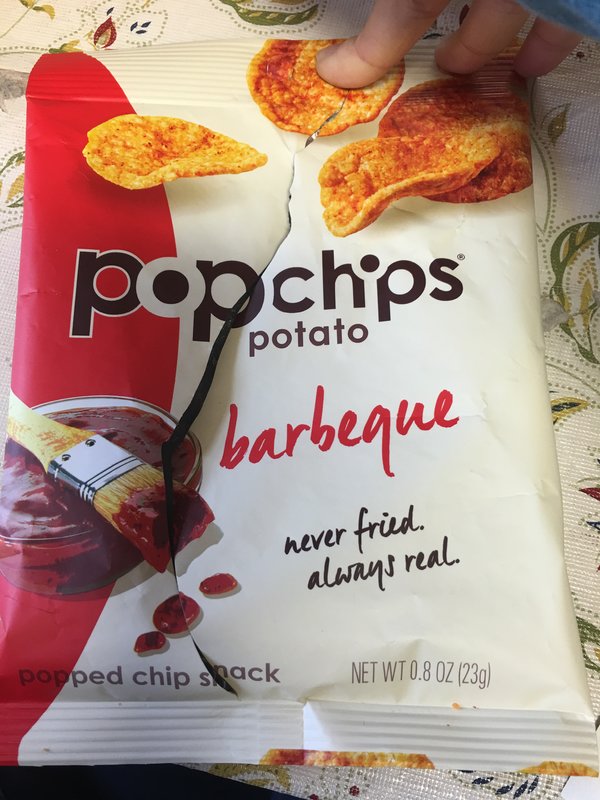 popchips®
potato
barbeque
never fried.
always real.
popped chip snack
NET WT 0.8 OZ (23g)